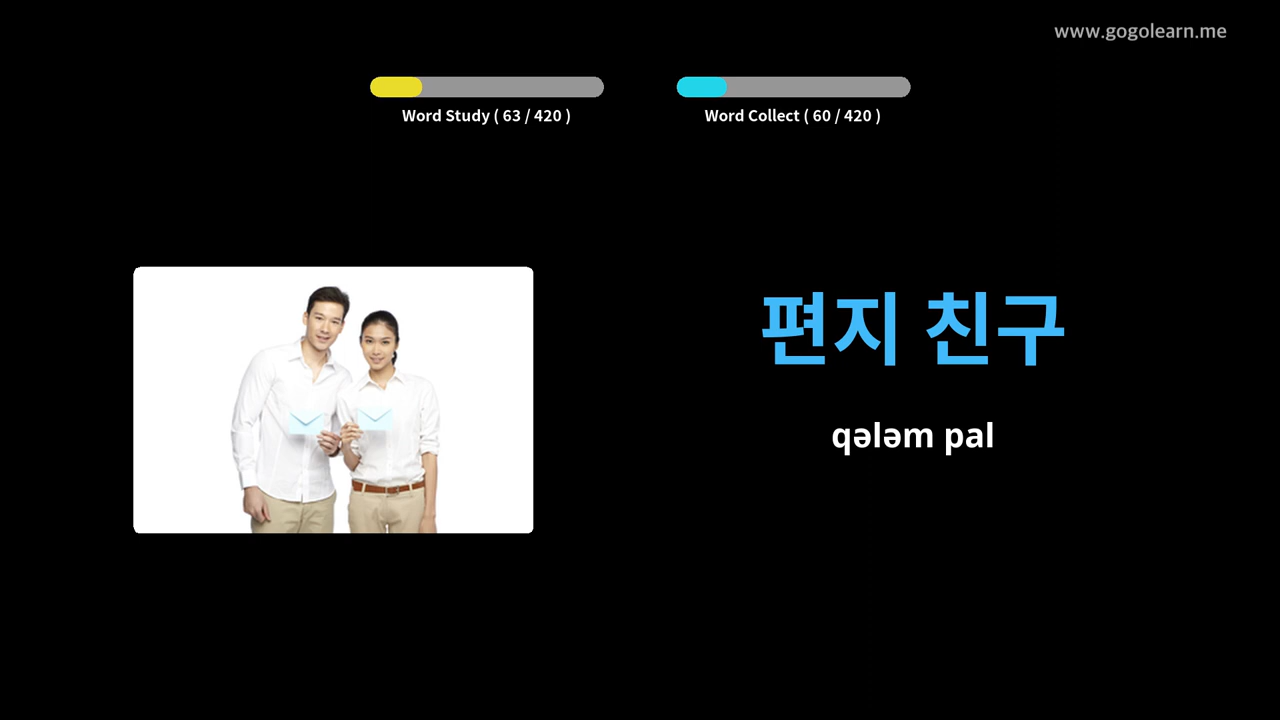 www.gogolearn.me
Word Study ( 63 / 420 )
Word Collect ( 60 / 420 )
편지 친구
qələm pal